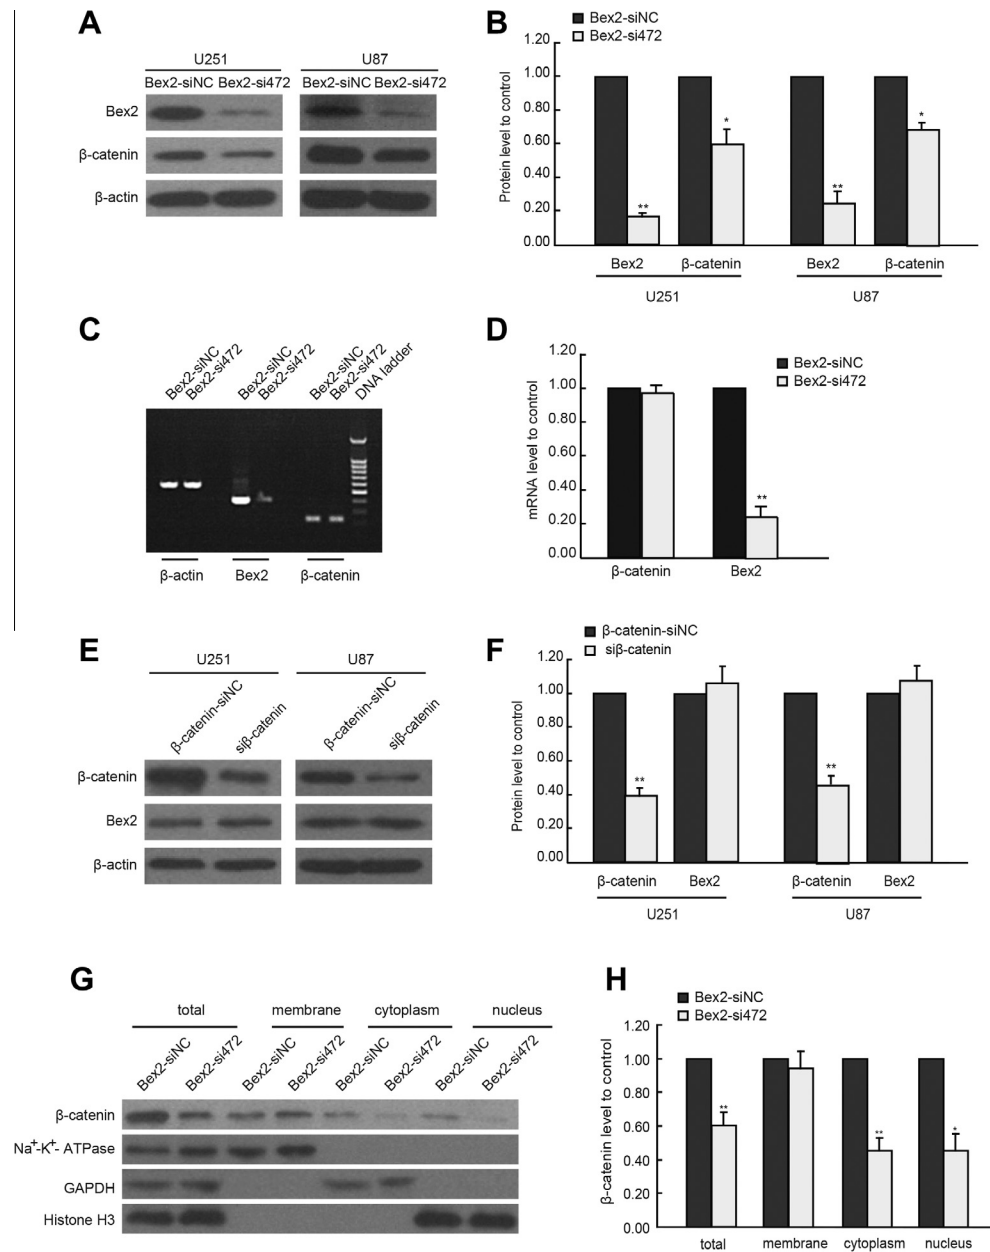 A
U251 U87
Bex2-siNC Bex2-si472 Bex2-siNC Bex2-si472
Bex2
β-catenin
β-actin
B
Bex2-siNC
Bex2-si472
Protein level to control
1.20
1.00
0.80
0.60
0.40
0.20
0.00
**
*
**
*
Bex2 β-catenin Bex2 β-catenin
U251 U87
C
Bex2-siNC
Bex2-si472
Bex2-siNC
Bex2-si472
Bex2-siNC
Bex2-si472
DNA ladder
β-actin Bex2 β-catenin
D
Bex2-siNC
Bex2-si472
mRNA level to control
1.20
1.00
0.80
0.60
0.40
0.20
0.00
**
β-catenin Bex2
E
U251 U87
β-catenin-siNC
siβ-catenin
β-catenin-siNC
siβ-catenin
β-catenin
Bex2
β-actin
F
β-catenin-siNC
siβ-catenin
Protein level to control
1.20
1.00
0.80
0.60
0.40
0.20
0.00
**
**
β-catenin Bex2 β-catenin Bex2
U251 U87
G
total membrane cytoplasm nucleus
Bex2-siNC
Bex2-si472
Bex2-siNC
Bex2-si472
Bex2-siNC
Bex2-si472
Bex2-siNC
Bex2-si472
β-catenin
Na+-K+- ATPase
GAPDH
Histone H3
H
Bex2-siNC
Bex2-si472
β-catenin level to control
1.20
1.00
0.80
0.60
0.40
0.20
0.00
**
**
*
total membrane cytoplasm nucleus